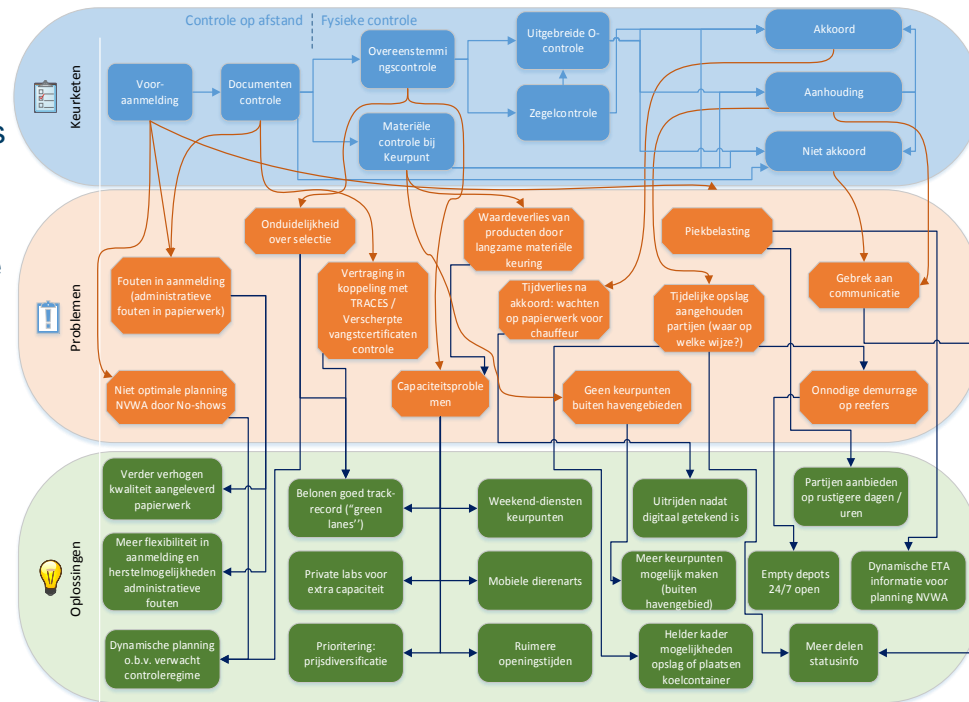 Controle op afstand
Fysieke controle
Keurketen
Voor-
aanmelding
Documenten
controle
Overeenstemm
ingscontrole
Materiële
controle bij
Keurpunt
Uitgebreide O-
controle
Zegelcontrole
Akkoord
Aanhouding
Niet akkoord
s
e
Problemen
Onduidelijkheid
over selectie
Waardeverlies van
producten door
langzame materiële
keuring
Piekbelasting
Fouten in aanmelding
(administratieve
fouten in papierwerk)
Vertraging in
koppeling met
TRACES /
Verscherpte
vangstcertificaten
controle
Tijdverlies na
akkoord: wachten
op papierwerk voor
chauffeur
Tijdelijke opslag
aangehouden
partijen (waar op
welke wijze?)
Gebrek aan
communicatie
Niet optimale planning
NVWA door No-shows
Capaciteitsproble
men
Geen keurpunten
buiten havengebieden
Onnodige demurrage
op reefers
Oplossingen
Verder verhogen
kwaliteit aangeleverd
papierwerk
Belonen goed track-
record (“green
lanes’’)
Weekend-diensten
keurpunten
Uitrijden nadat
digitaal getekend is
Partijen aanbieden
op rustigere dagen /
uren
Meer flexibiliteit in
aanmelding en
herstelmogelijkheden
administratieve
fouten
Private labs voor
extra capaciteit
Mobiele dierenarts
Meer keurpunten
mogelijk maken
(buiten
havengebied)
Empty depots
24/7 open
Dynamische ETA
informatie voor
planning NVWA
Dynamische planning
o.b.v. verwacht
controleregime
Prioritering:
prijsdiversificatie
Ruimere
openingstijden
Helder kader
mogelijkheden
opslag of plaatsen
koelcontainer
Meer delen
statusinfo